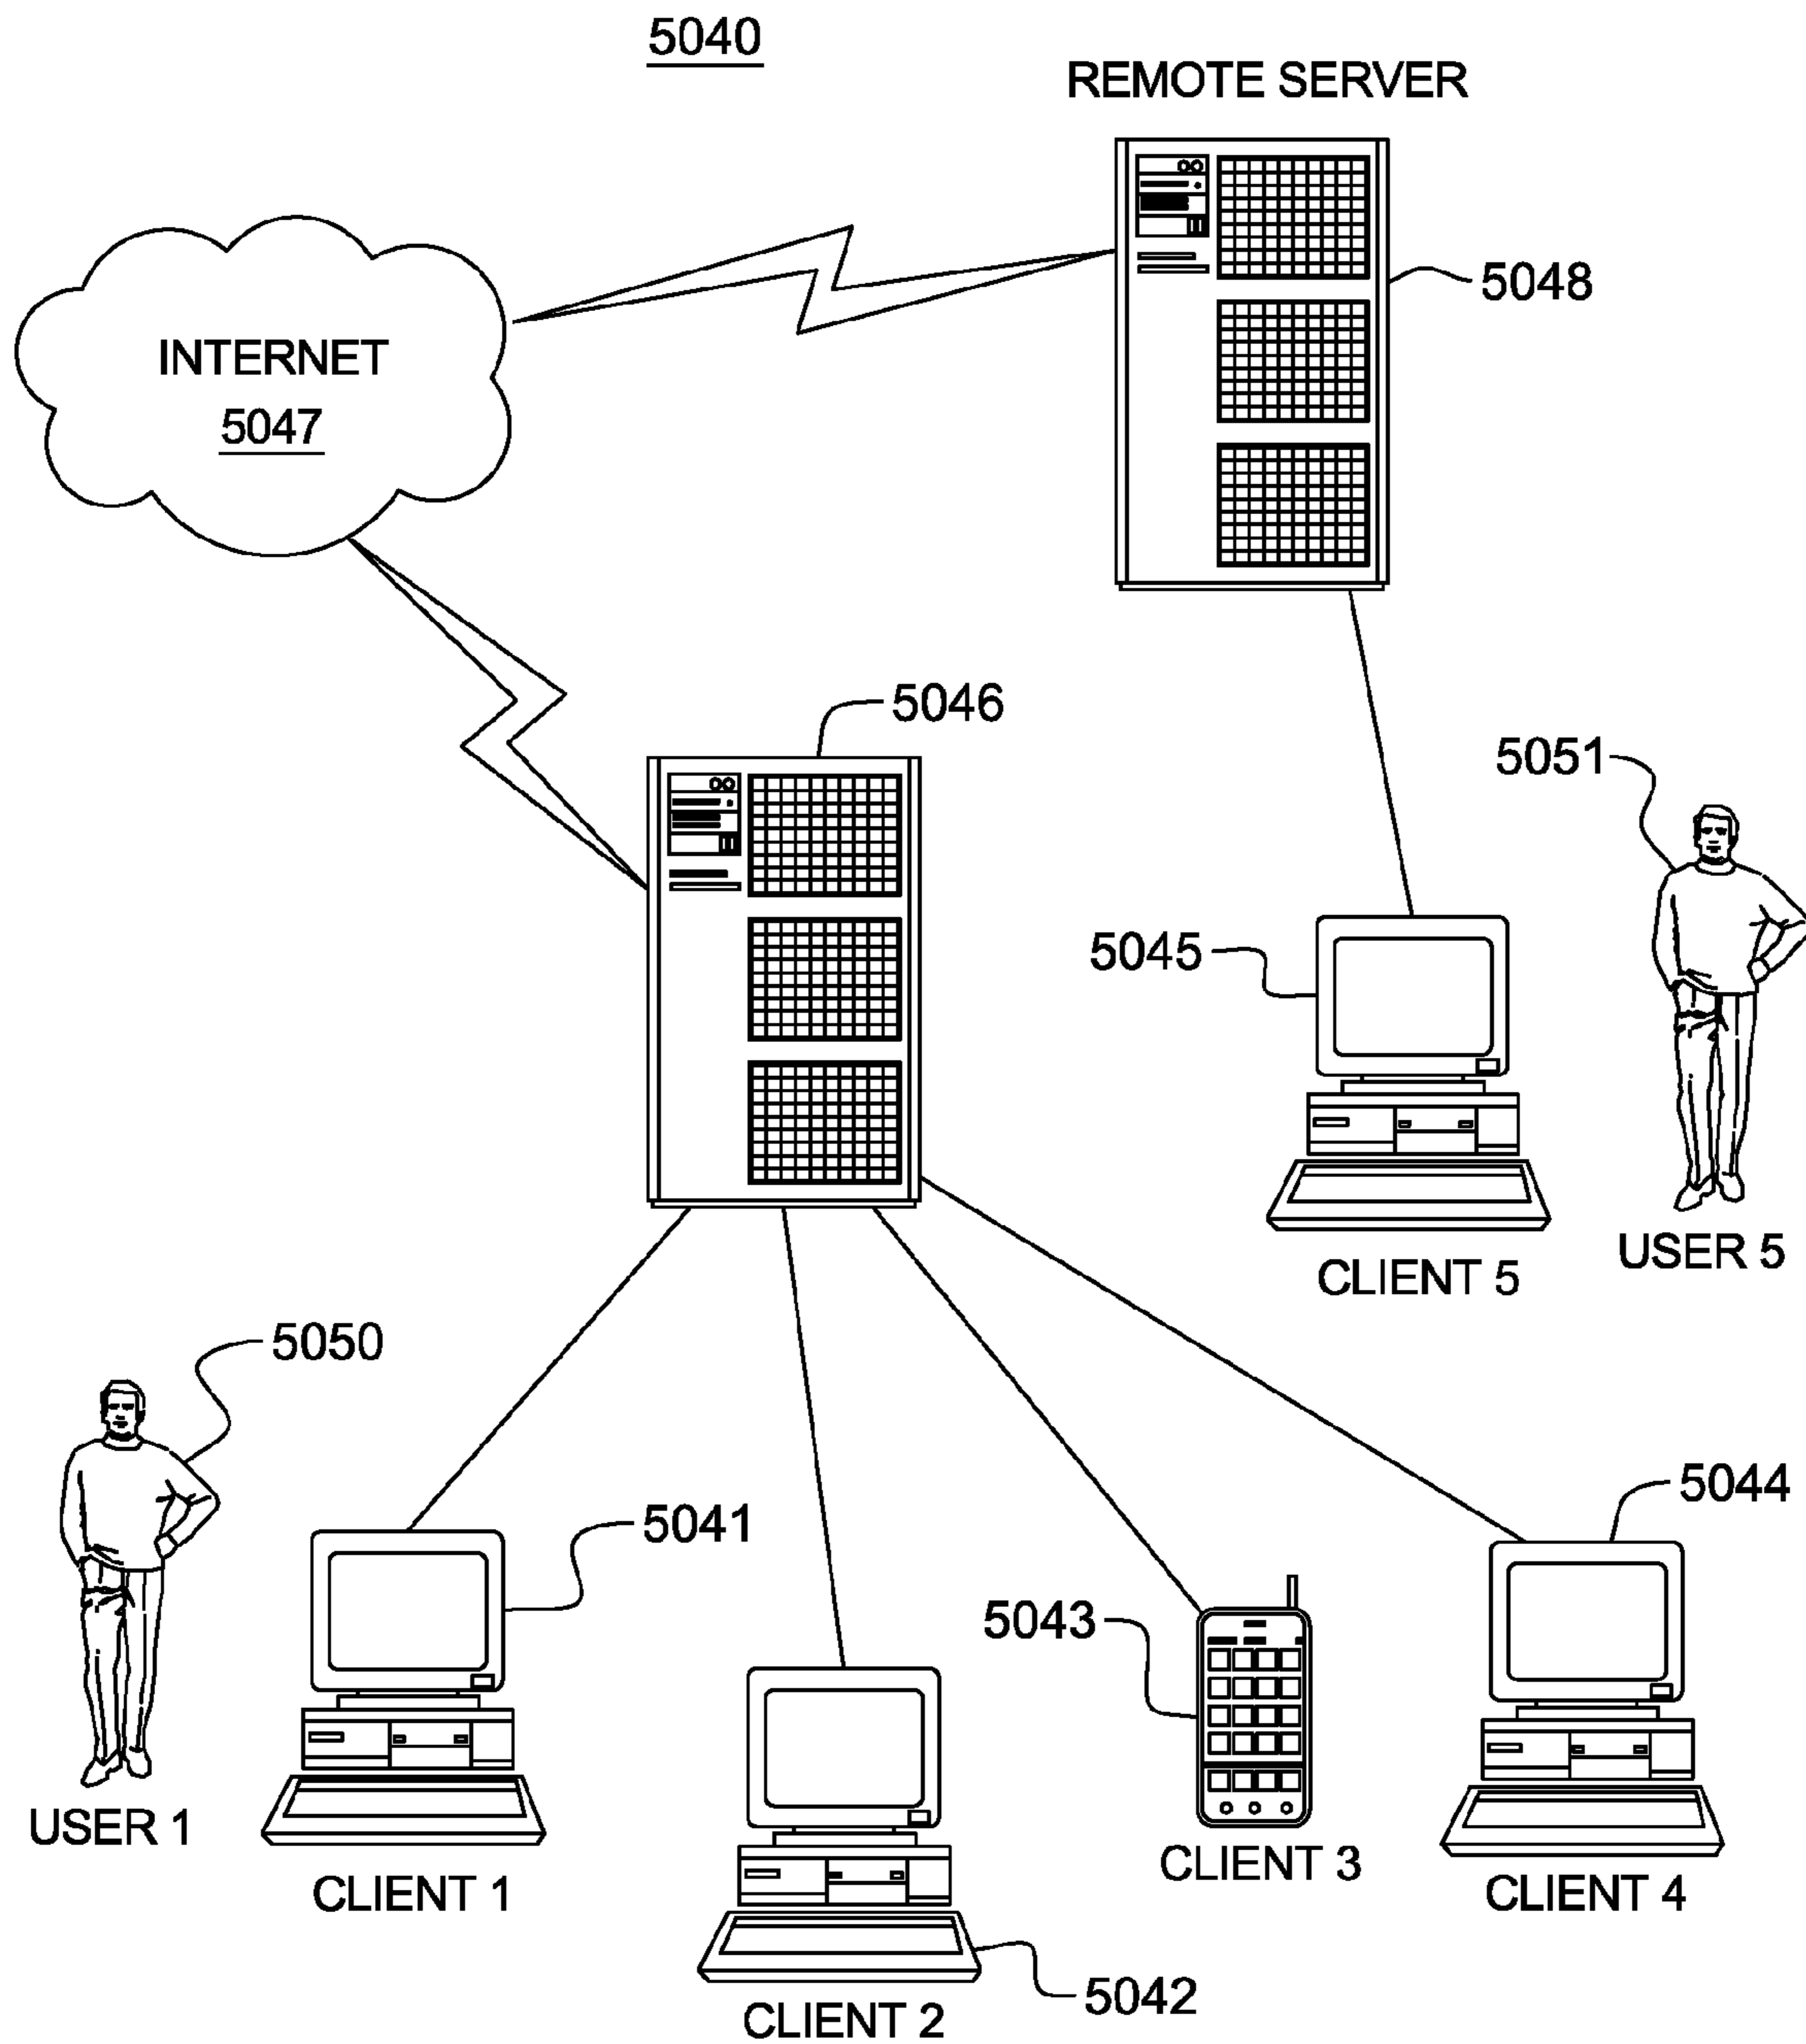 5040
REMOTE SERVER
5048
INTERNET
5047
5046
5051
5045
USER 5
CLIENT 5
5050
5044
5041
5043
USER 1
CLIENT 3
CLIENT 1
CLIENT 4
5042
CLIENT 2